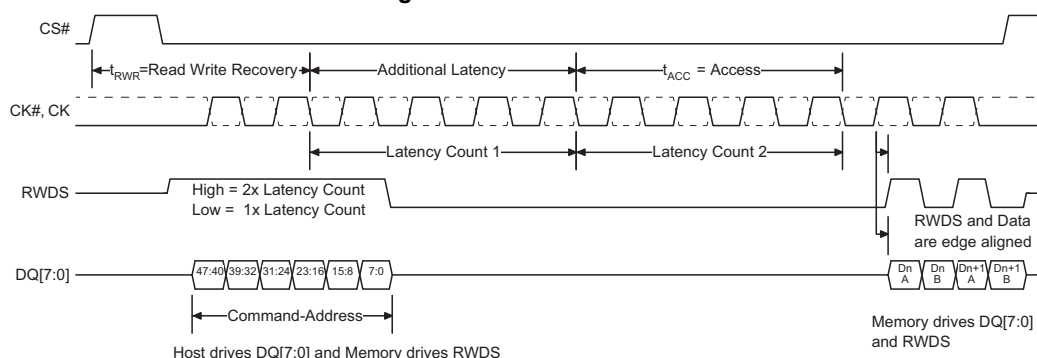 CS#
t_RWR=Read Write Recovery
Additional Latency
t_ACC = Access
CK#, CK
Latency Count 1
Latency Count 2
RWDS
High = 2x Latency Count
Low = 1x Latency Count
RWDS and Data
are edge aligned
DQ[7:0]
47:40 39:32 31:24 23:16 15:8 7:0
Dn A
Dn B
Dn+1 A
Dn+1 B
Command-Address
Memory drives DQ[7:0]
and RWDS
Host drives DQ[7:0] and Memory drives RWDS